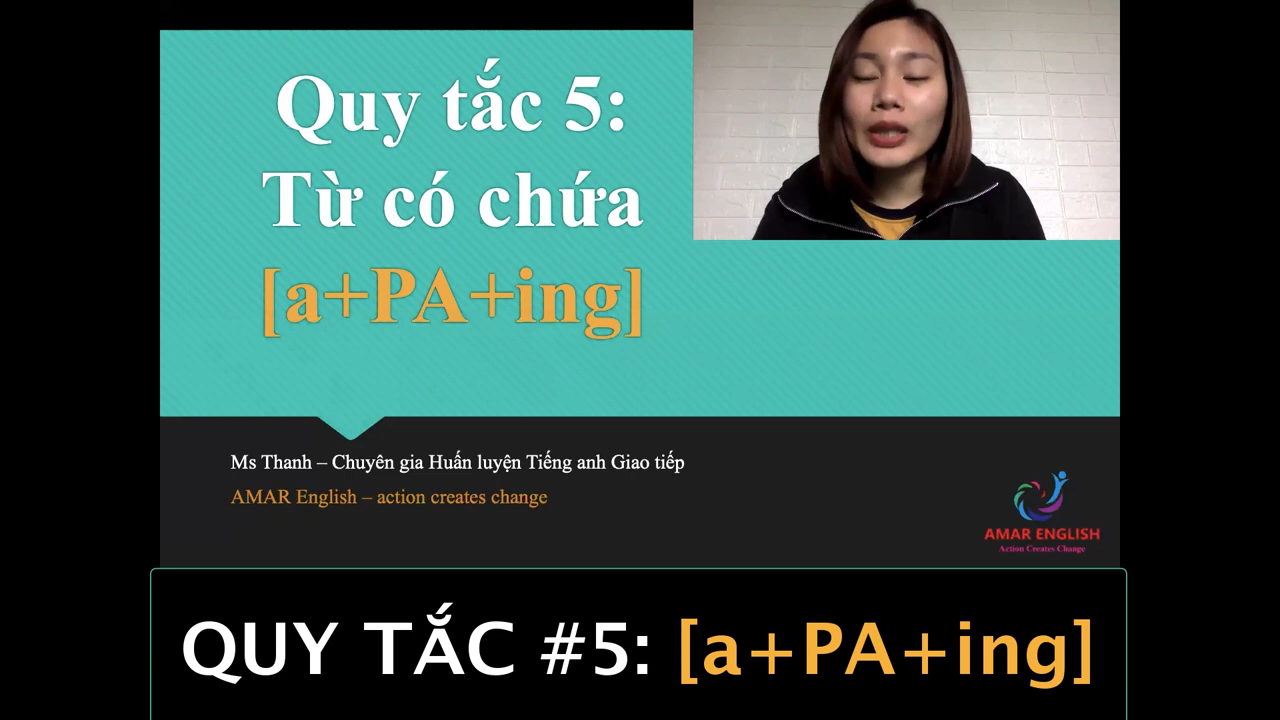 Quy tắc 5:
Từ có chứa
[a+PA+ing]
Ms Thanh – Chuyên gia Huấn luyện Tiếng anh Giao tiếp
AMAR English – action creates change
AMAR ENGLISH
Action Creates Change
QUY TẮC #5: [a+PA+ing]